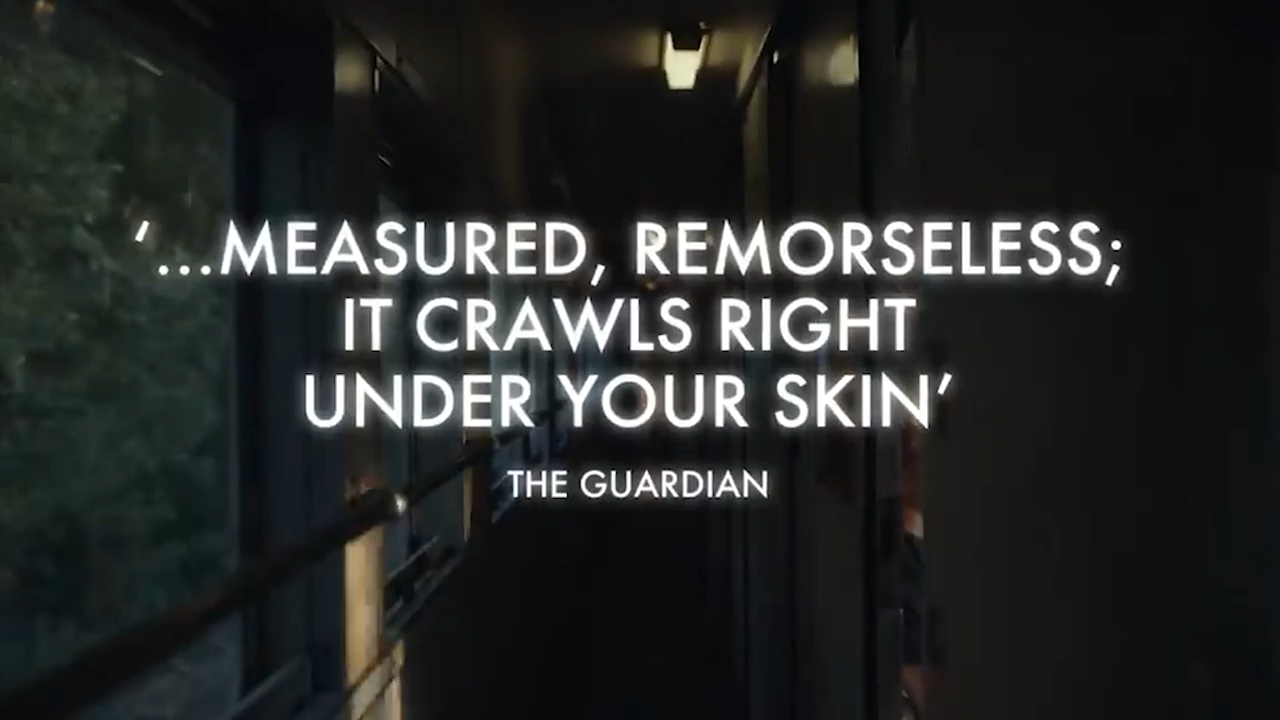 ‘…MEASURED, REMORSELESS;
IT CRAWLS RIGHT
UNDER YOUR SKIN’
THE GUARDIAN